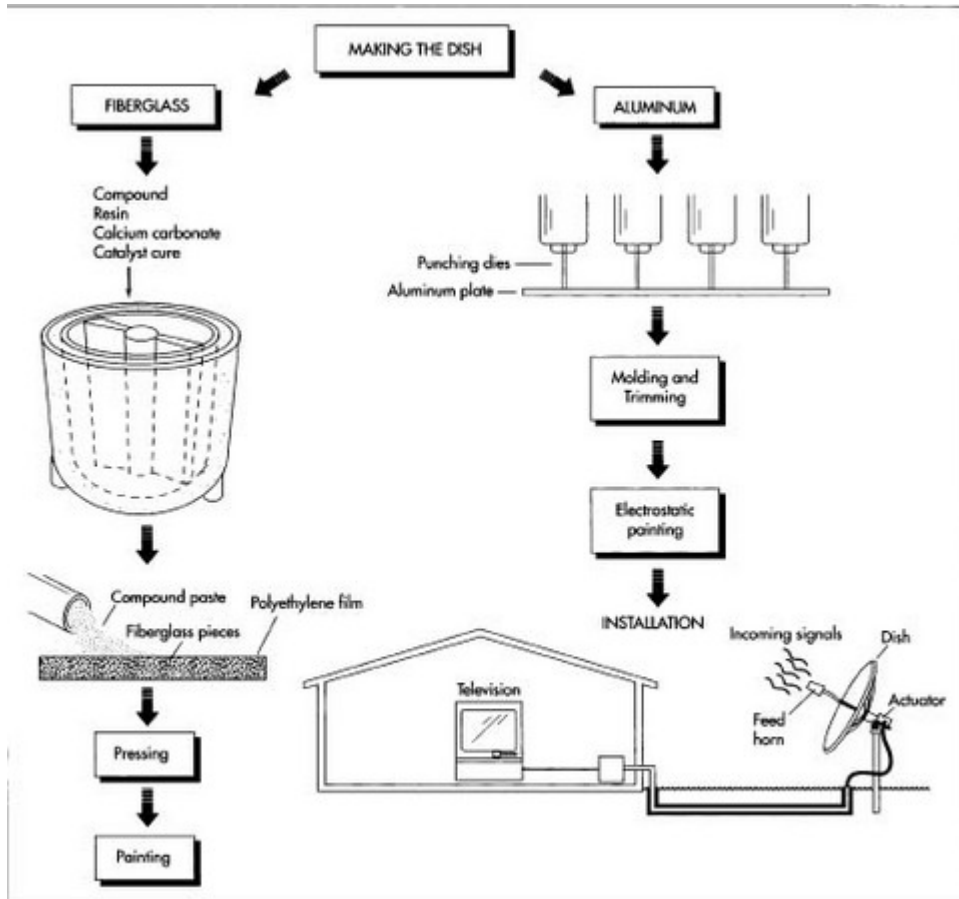 MAKING THE DISH
FIBERGLASS
Compound
Resin
Calcium carbonate
Catalyst cure
Compound paste
Polyethylene film
Fiberglass pieces
Pressing
Painting
ALUMINUM
Punching dies
Aluminum plate
Molding and
Trimming
Electrostatic
painting
INSTALLATION
Television
Incoming signals
Dish
Feed
horn
Actuator